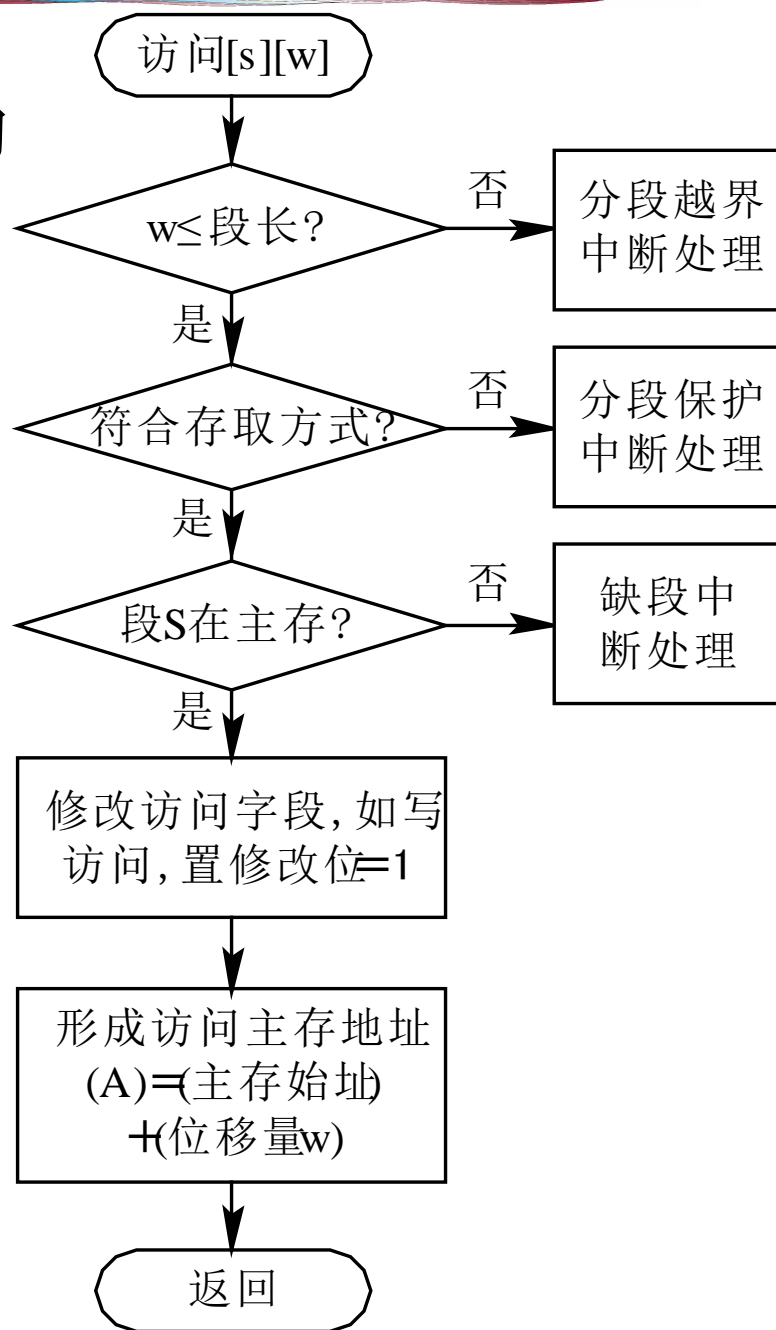 访问[s][w]
w≤段长?
否
分段越界
中断处理
是
符合存取方式?
否
分段保护
中断处理
是
段S在主存?
否
缺段中
断处理
是
修改访问字段,如写
访问,置修改位=1
形成访问主存地址
(A)=(主存始址)
+(位移量w)
返回